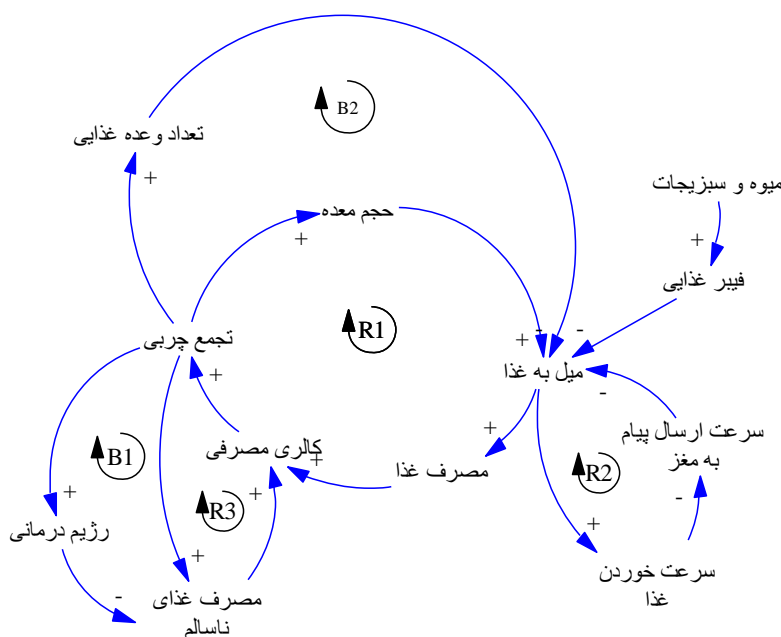 B2
تعداد وعده غذایی
+
میوه و سبزیجات
حجم معده
+
+
فیبر غذایی
R1
تجمع چربی
+
-
-
میل به غذا
+
-
+
سرعت ارسال پیام
به مغز
کالری مصرفی
B1
+
مصرف غذا
R2
-
+
+
R3
رژیم درمانی
+
+
-
مصرف غذای
ناسالم
سرعت خوردن
غذا